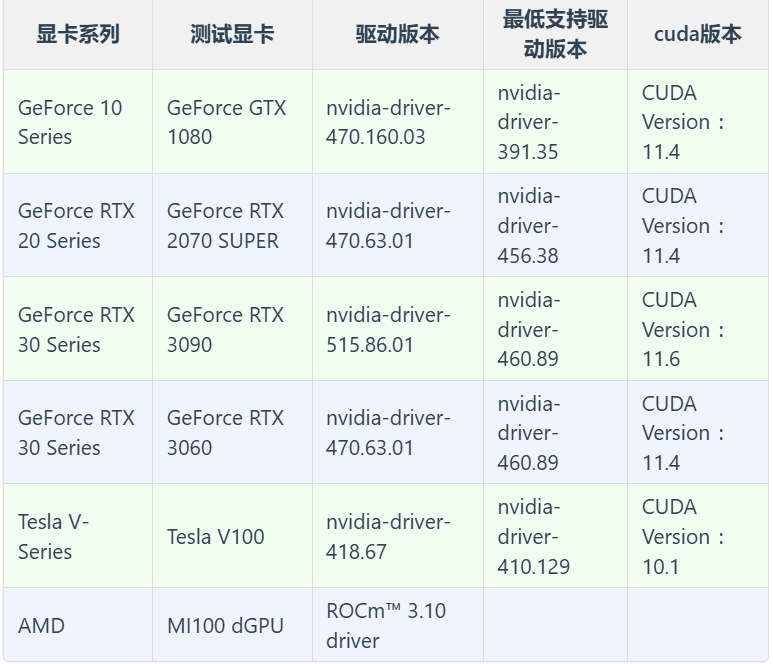 显卡系列
测试显卡
驱动版本
最低支持驱
动版本
cuda版本
GeForce 10
Series
GeForce GTX
1080
nvidia-driver-
470.160.03
nvidia-
driver-
391.35
CUDA
Version：
11.4
GeForce RTX
20 Series
GeForce RTX
2070 SUPER
nvidia-driver-
470.63.01
nvidia-
driver-
456.38
CUDA
Version：
11.4
GeForce RTX
30 Series
GeForce RTX
3090
nvidia-driver-
515.86.01
nvidia-
driver-
460.89
CUDA
Version：
11.6
GeForce RTX
30 Series
GeForce RTX
3060
nvidia-driver-
470.63.01
nvidia-
driver-
460.89
CUDA
Version：
11.4
Tesla V-
Series
Tesla V100
nvidia-driver-
418.67
nvidia-
driver-
410.129
CUDA
Version：
10.1
AMD
MI100 dGPU
ROCm™ 3.10
driver